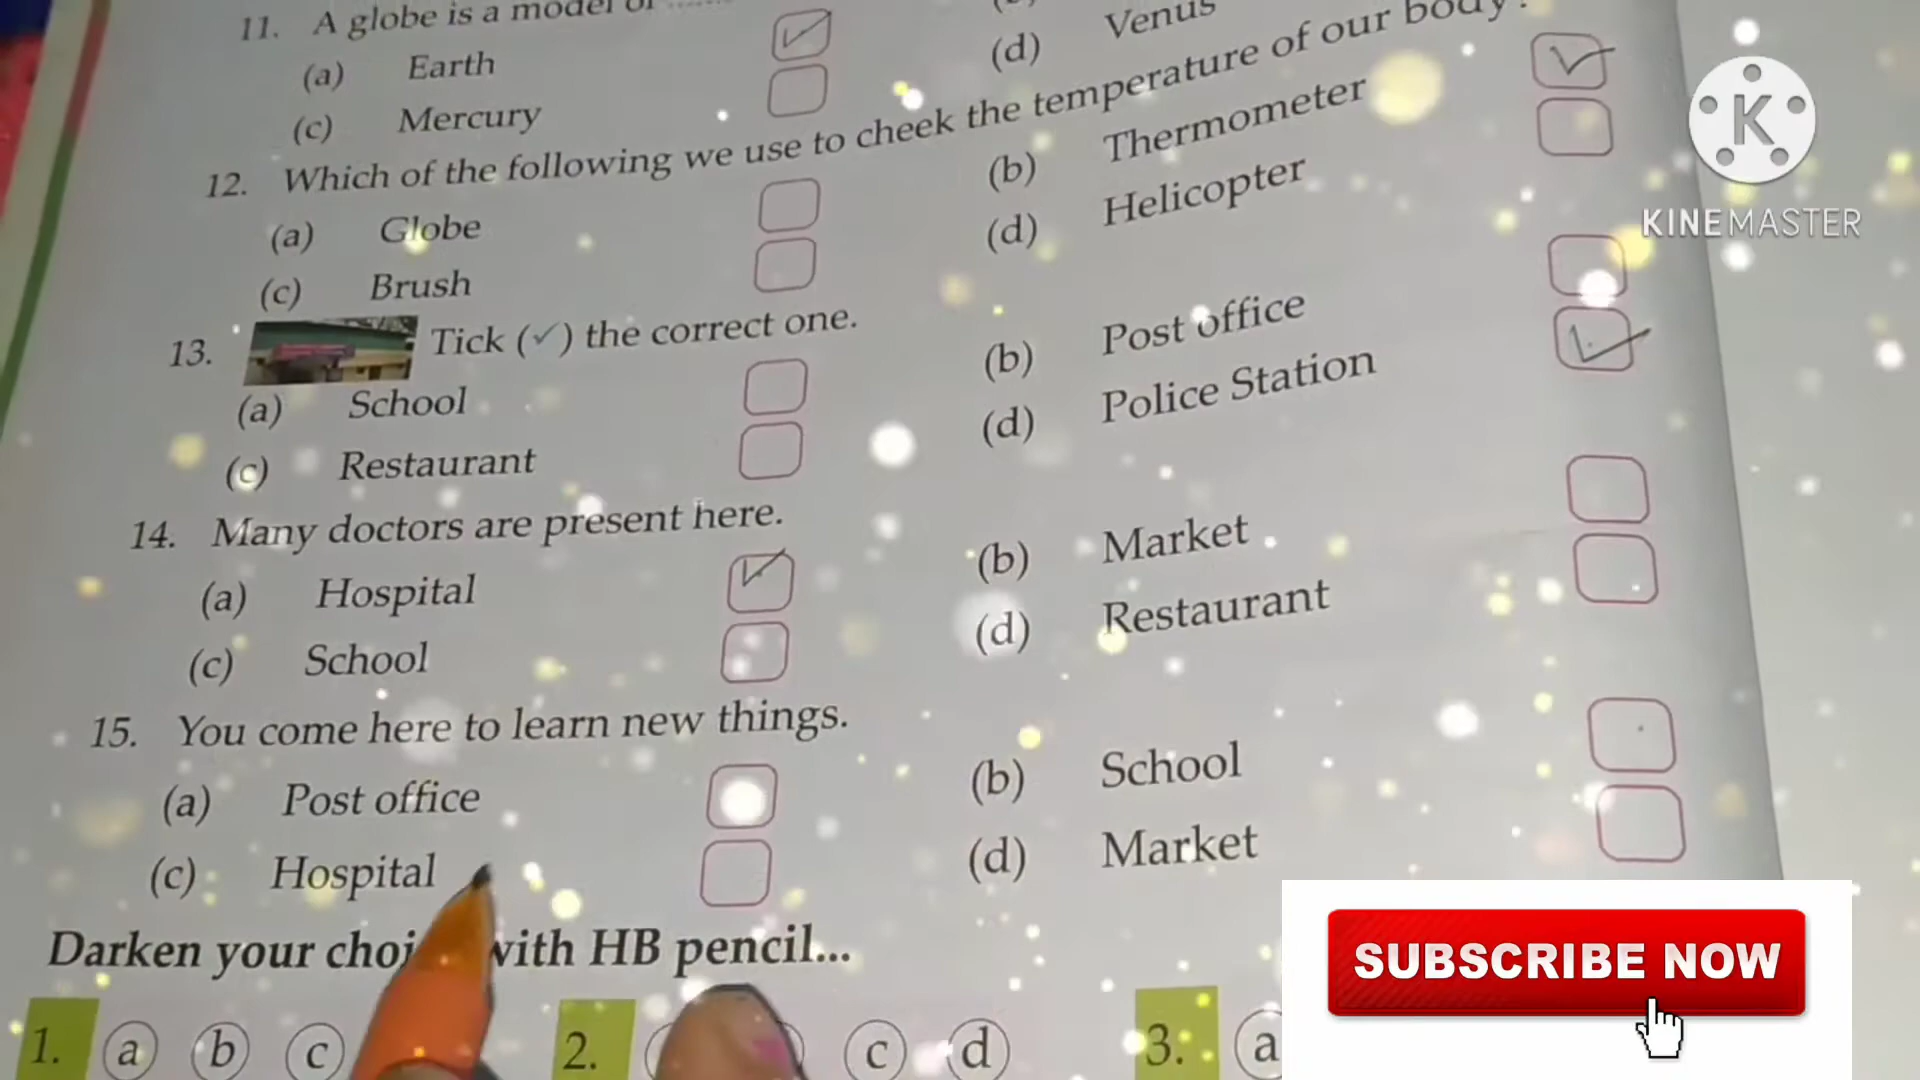 11. A globe is a model of ........
(a) Earth
(c) Mercury
(d) Venus
12. Which of the following we use to cheek the temperature of our body?
(a) Globe
(b) Thermometer
(c) Brush
(d) Helicopter
13. Tick (✓) the correct one.
(a) School
(b) Post office
(c) Restaurant
(d) Police Station
14. Many doctors are present here.
(a) Hospital
(b) Market
(c) School
(d) Restaurant
15. You come here to learn new things.
(a) Post office
(b) School
(c) Hospital
(d) Market
Darken your with HB pencil...
1. a b c
2. c d
3. a
K
KINEMASTER
SUBSCRIBE NOW